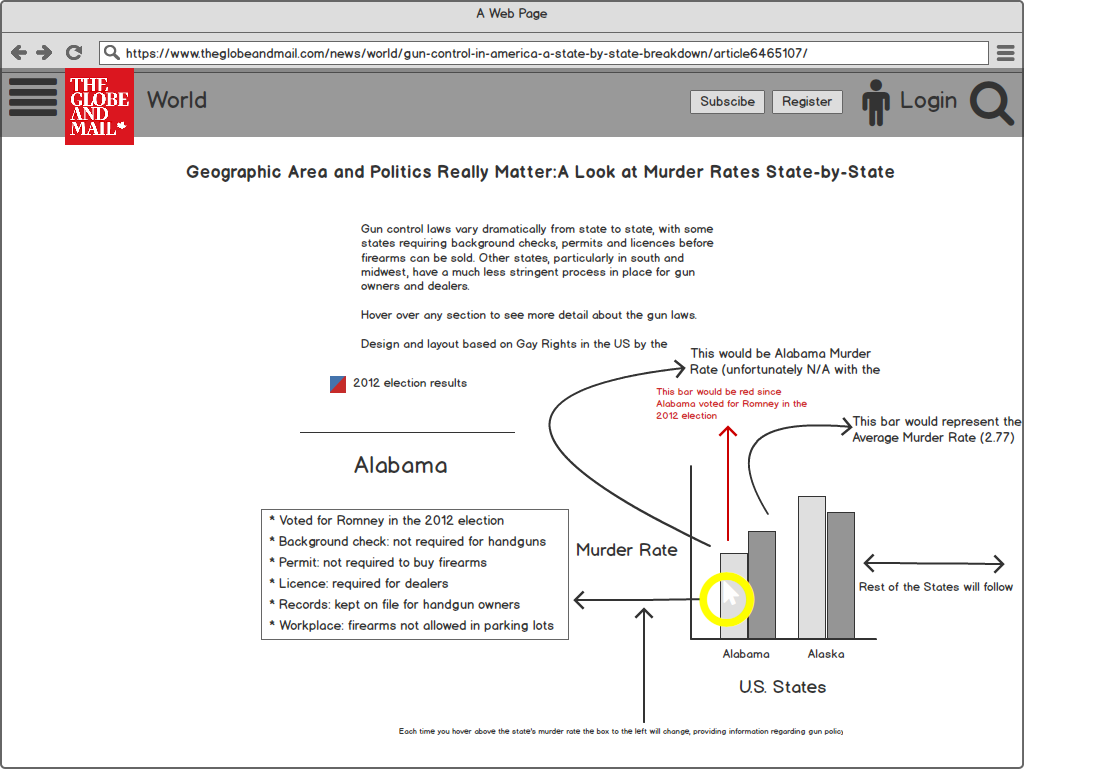 A Web Page
https://www.theglobeandmail.com/news/world/gun-control-in-america-a-state-by-state-breakdown/article6465107/
THE
GLOBE
AND
MAIL
World
Subscibe
Register
Login
Geographic Area and Politics Really Matter:A Look at Murder Rates State-by-State
Gun control laws vary dramatically from state to state, with some
states requiring background checks, permits and licences before
firearms can be sold. Other states, particularly in south and
midwest, have a much less stringent process in place for gun
owners and dealers.
Hover over any section to see more detail about the gun laws.
Design and layout based on Gay Rights in the US by the
This would be Alabama Murder
Rate (unfortunately N/A with the
2012 election results
This bar would be red since
Alabama voted for Romney in the
2012 election
This bar would represent the
Average Murder Rate (2.77)
Alabama
* Voted for Romney in the 2012 election
* Background check: not required for handguns
* Permit: not required to buy firearms
* Licence: required for dealers
* Records: kept on file for handgun owners
* Workplace: firearms not allowed in parking lots
Murder Rate
Rest of the States will follow
Alabama
Alaska
U.S. States
Each time you hover above the state's murder rate the box to the left will change, providing information regarding gun policy